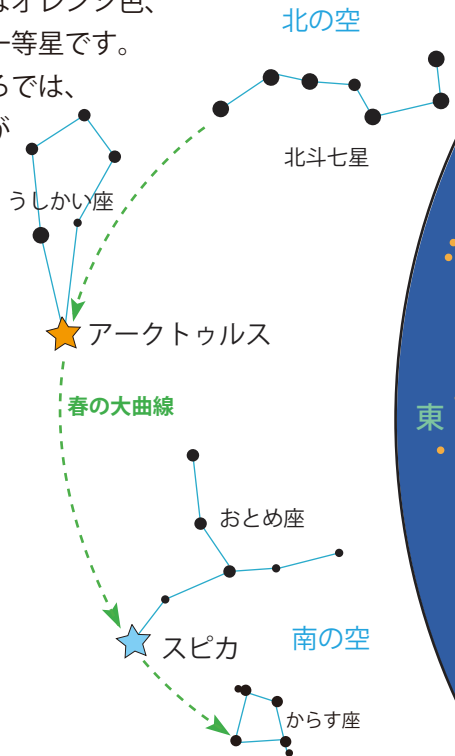 はオレンジ色、
一等星です。
ろでは、
が
北の空
北斗七星
うしかい座
アークトゥルス
春の大曲線
東
おとめ座
スピカ
南の空
からす座